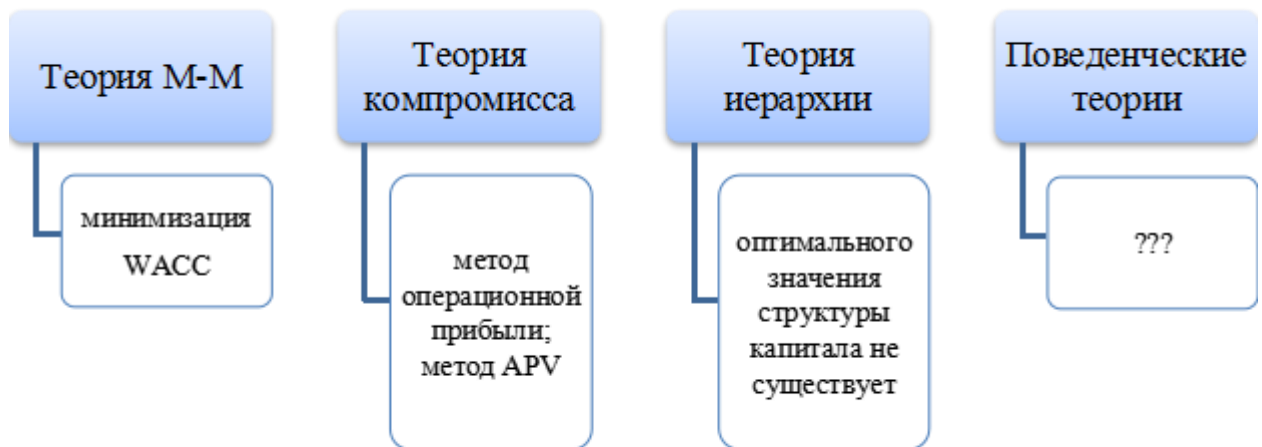 Теория М-М
минимизация
WACC
Теория
компромисса
метод
операционной
прибыли;
метод APV
Теория
иерархии
оптимального
значения
структуры
капитала не
существует
Поведенческие
теории
???